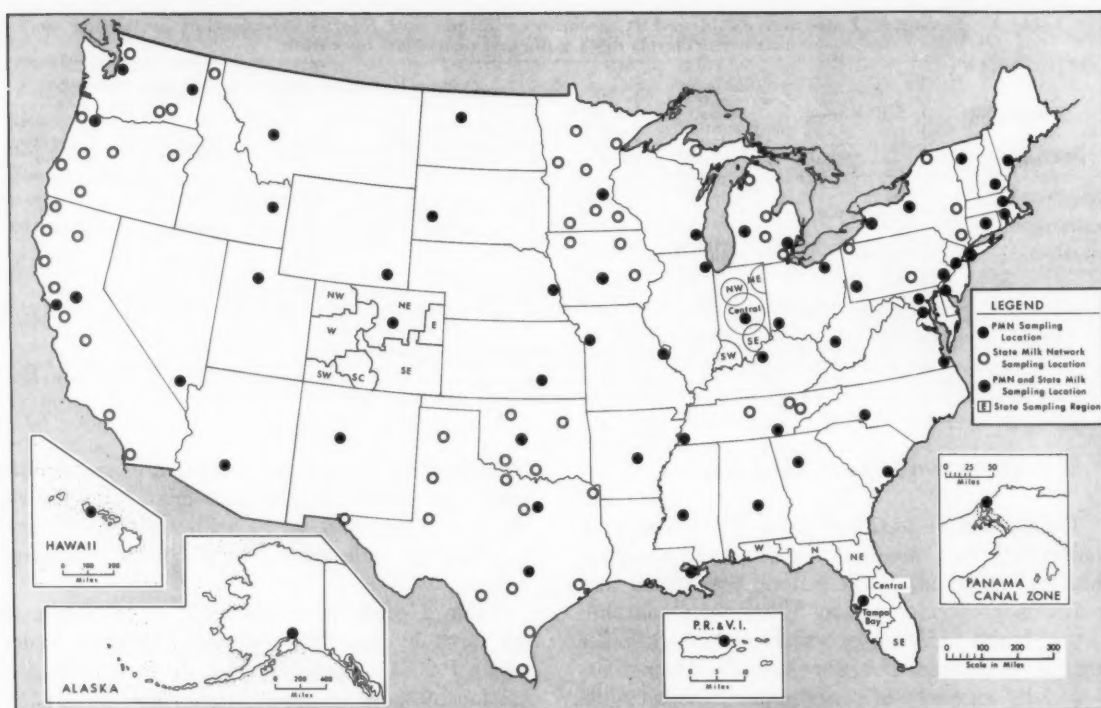 NW
NE
W
E
SW
SC
SE
NW
NE
Central
SE
SW
LEGEND
PMN Sampling
Location
State Milk Network
Sampling Location
PMN and State Milk
Sampling Location
E State Sampling Region
0 25 50
Miles
PANAMA
CANAL ZONE
W
N
NE
Central
Tampa
Bay
SE
HAWAII
0 100 200
Miles
ALASKA
0 200 400
Miles
P.R. & V.I.
Miles
0 100 200 300
Scale in Miles